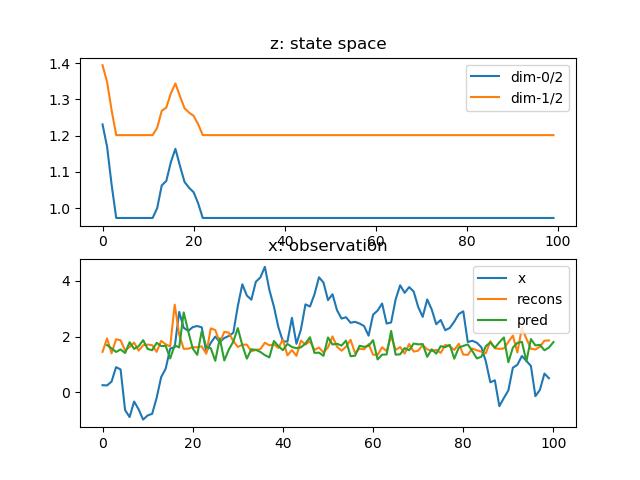 z: state space
1.4
1.3
1.2
1.1
1.0
dim-0/2
dim-1/2
0 20 40 60 80 100
x: observation
4
2
0
x
recons
pred
0 20 40 60 80 100